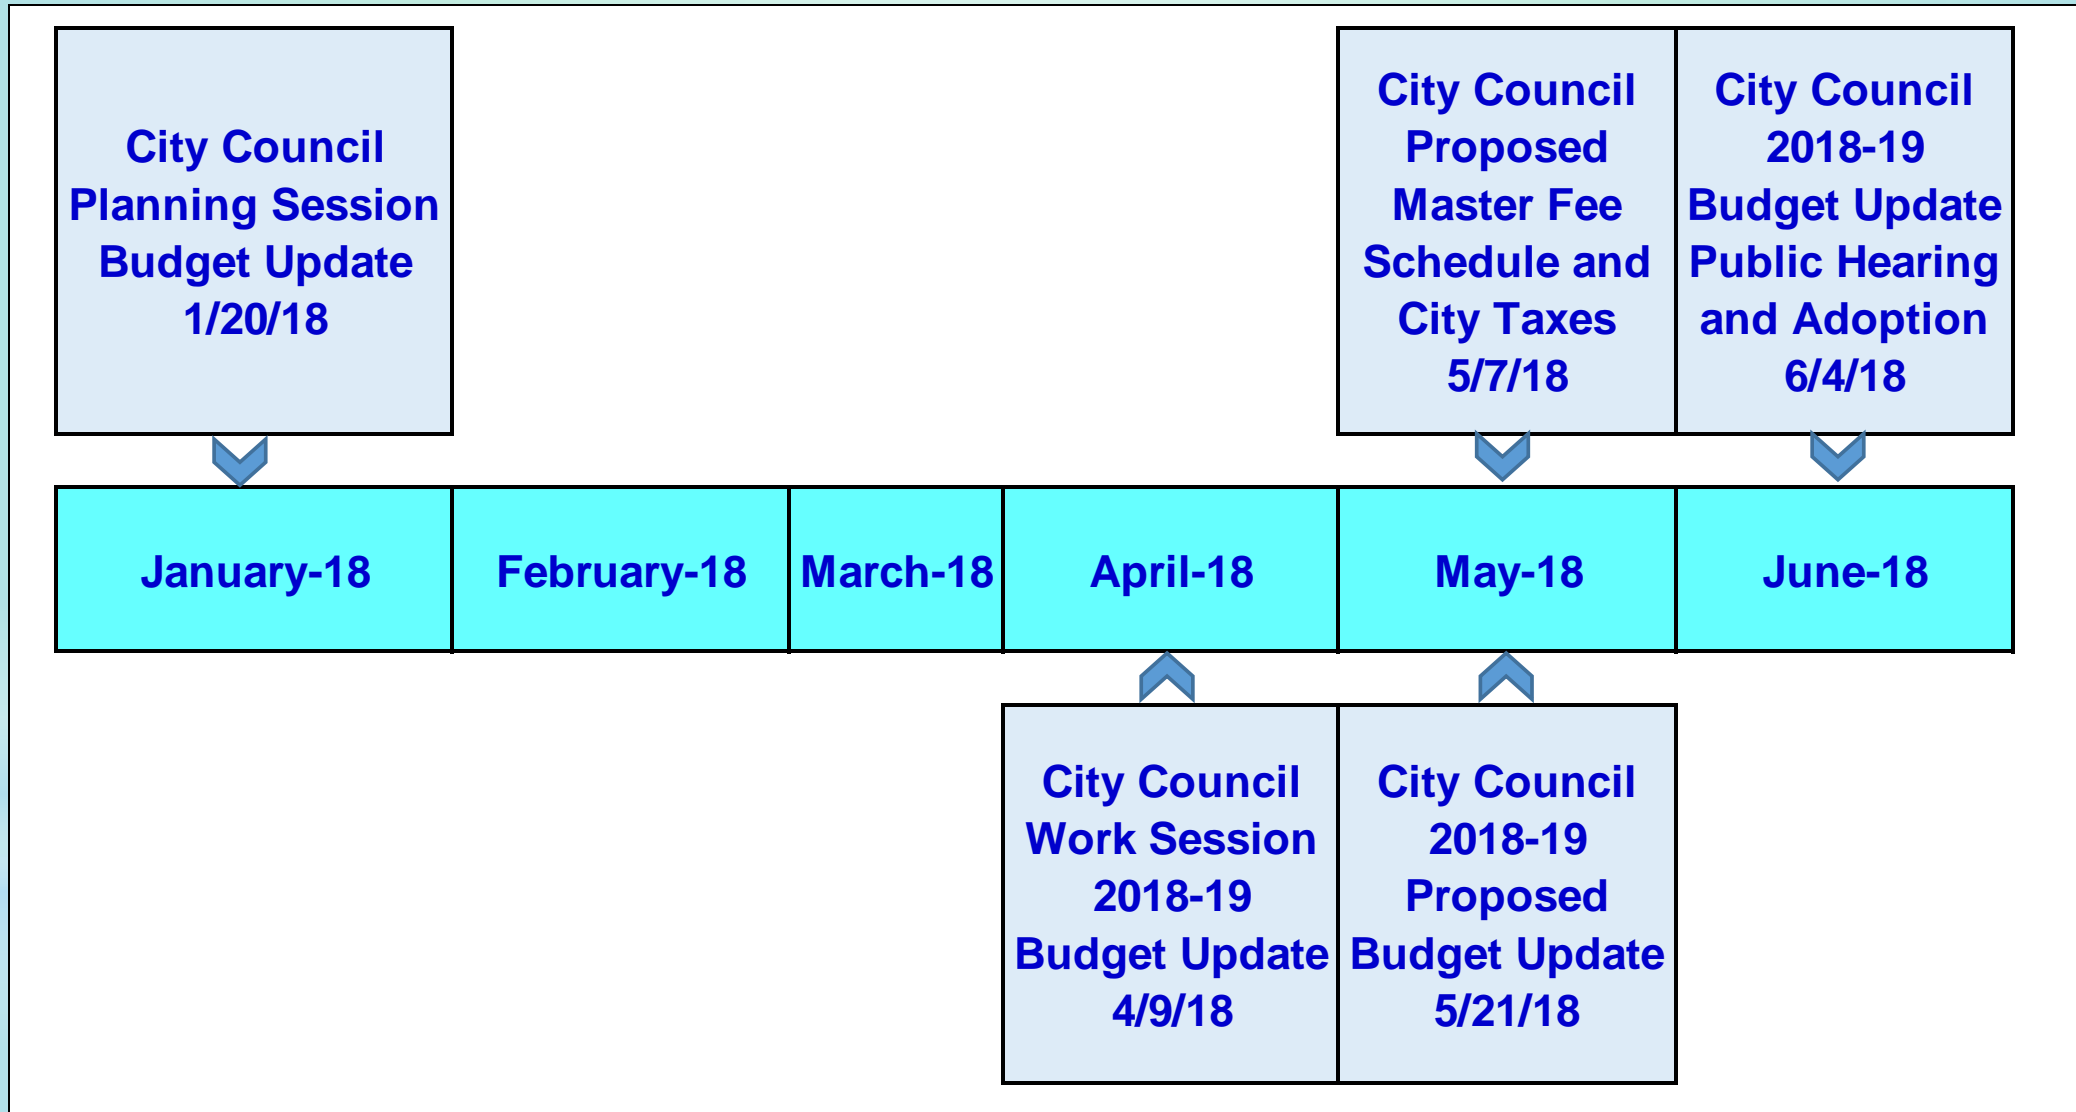 City Council
Planning Session
Budget Update
1/20/18
City Council
Proposed
Master Fee
Schedule and
City Taxes
5/7/18
City Council
2018-19
Budget Update
Public Hearing
and Adoption
6/4/18
January-18
February-18
March-18
April-18
May-18
June-18
City Council
Work Session
2018-19
Budget Update
4/9/18
City Council
2018-19
Proposed
Budget Update
5/21/18